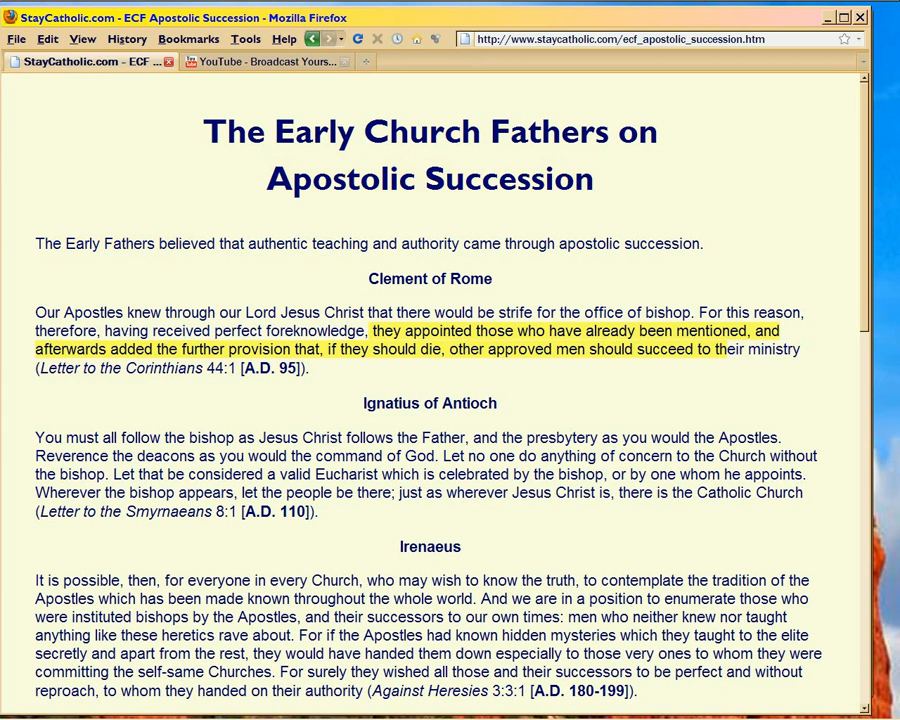 StayCatholic.com - ECF Apostolic Succession - Mozilla Firefox
File Edit View History Bookmarks Tools Help http://www.staycatholic.com/ecf_apostolic_succession.htm
StayCatholic.com - ECF ... YouTube - Broadcast Yours...
The Early Church Fathers on
Apostolic Succession
The Early Fathers believed that authentic teaching and authority came through apostolic succession.
Clement of Rome
Our Apostles knew through our Lord Jesus Christ that there would be strife for the office of bishop. For this reason,
therefore, having received perfect foreknowledge, they appointed those who have already been mentioned, and
afterwards added the further provision that, if they should die, other approved men should succeed to their ministry
(Letter to the Corinthians 44:1 [A.D. 95]).
Ignatius of Antioch
You must all follow the bishop as Jesus Christ follows the Father, and the presbytery as you would the Apostles.
Reverence the deacons as you would the command of God. Let no one do anything of concern to the Church without
the bishop. Let that be considered a valid Eucharist which is celebrated by the bishop, or by one whom he appoints.
Wherever the bishop appears, let the people be there; just as wherever Jesus Christ is, there is the Catholic Church
(Letter to the Smyrnaeans 8:1 [A.D. 110]).
Irenaeus
It is possible, then, for everyone in every Church, who may wish to know the truth, to contemplate the tradition of the
Apostles which has been made known throughout the whole world. And we are in a position to enumerate those who
were instituted bishops by the Apostles, and their successors to our own times: men who neither knew nor taught
anything like these heretics rave about. For if the Apostles had known hidden mysteries which they taught to the elite
secretly and apart from the rest, they would have handed them down especially to those very ones to whom they were
committing the self-same Churches. For surely they wished all those and their successors to be perfect and without
reproach, to whom they handed on their authority (Against Heresies 3:3:1 [A.D. 180-199]).